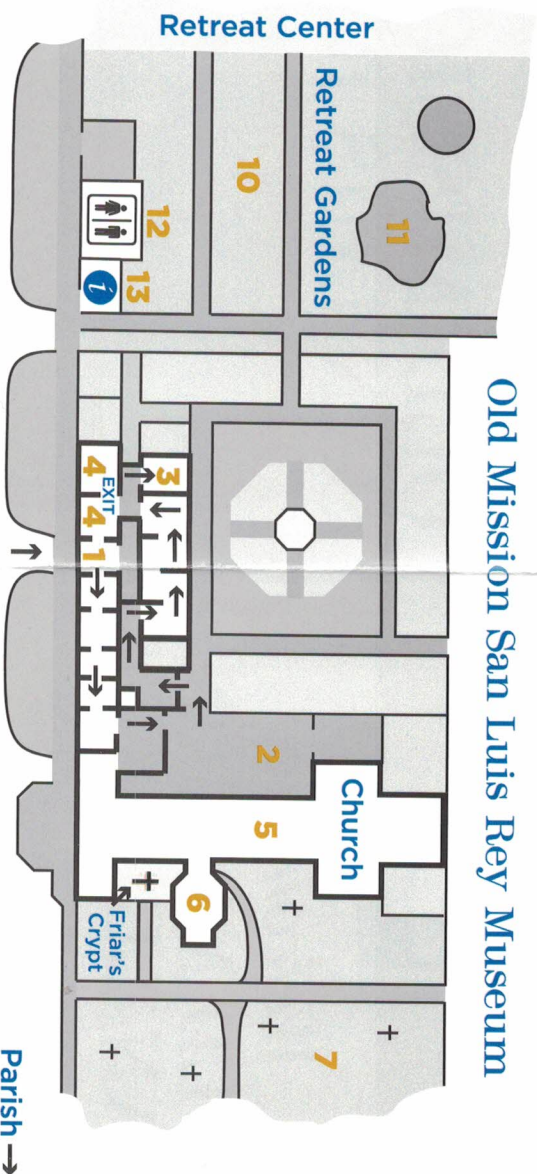 Old Mission San Luis Rey Museum
Retreat Center
Retreat Gardens
11
10
12
13
i
3
4
EXIT
4
1
2
Church
5
6
Friar's
Crypt
7
Parish →